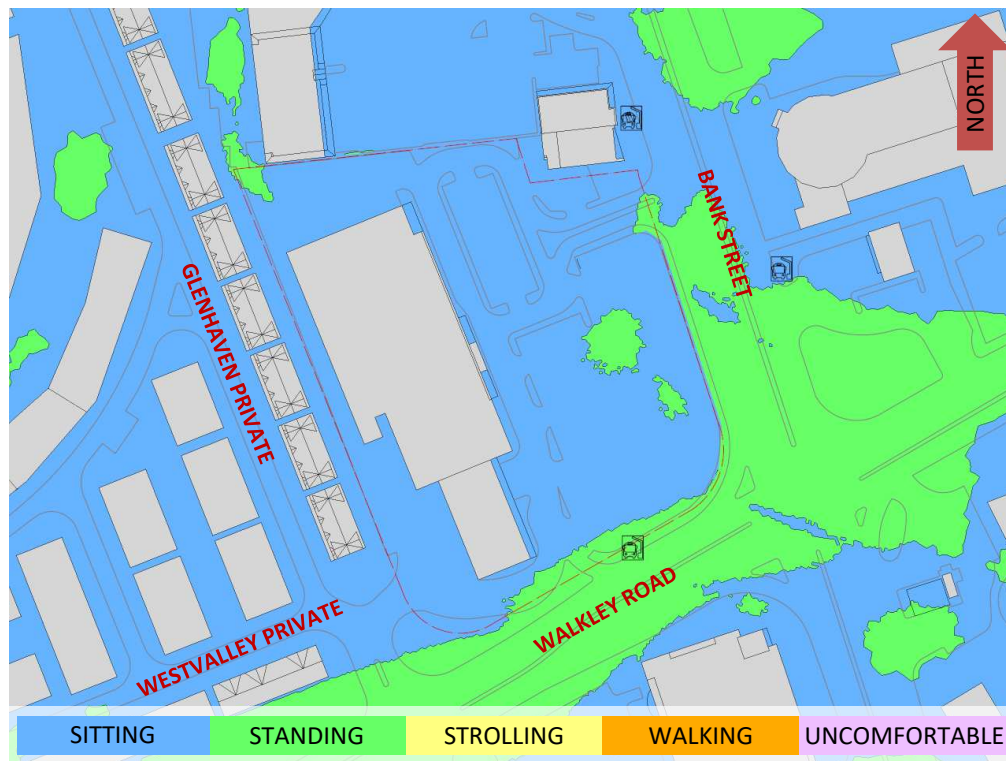 NORTH
BANK STREET
GLENHAVEN PRIVATE
WALKLEY ROAD
WESTVALLEY PRIVATE
SITTING
STANDING
STROLLING
WALKING
UNCOMFORTABLE